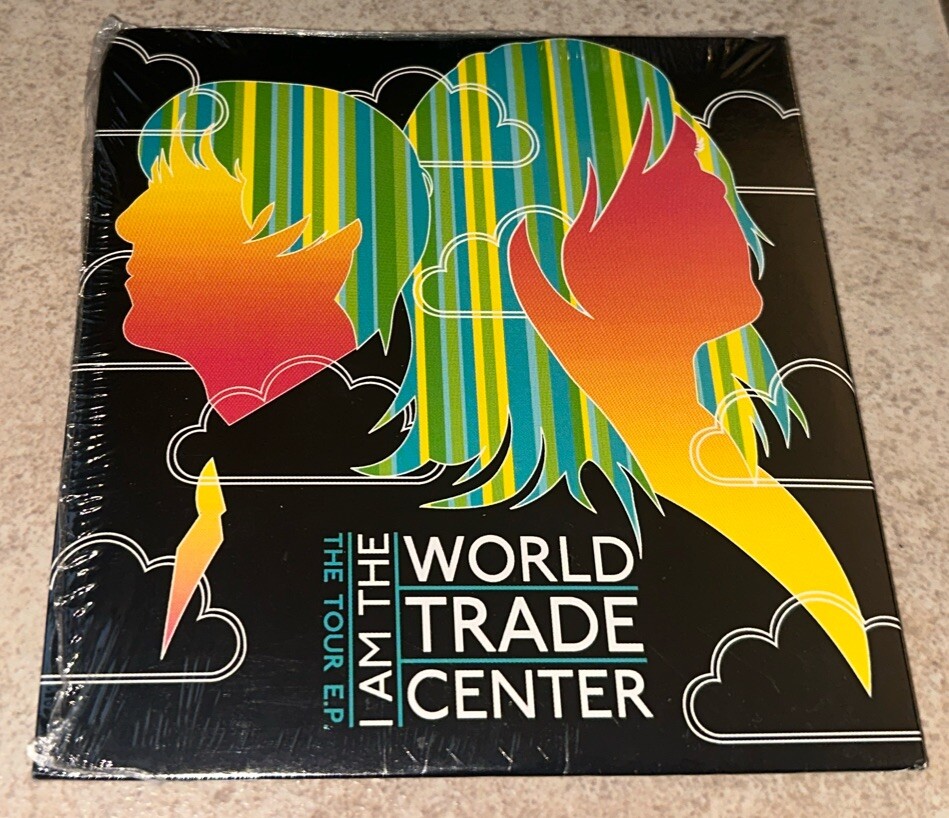 THE TOUR E.P.
I AM THE
WORLD
TRADE
CENTER